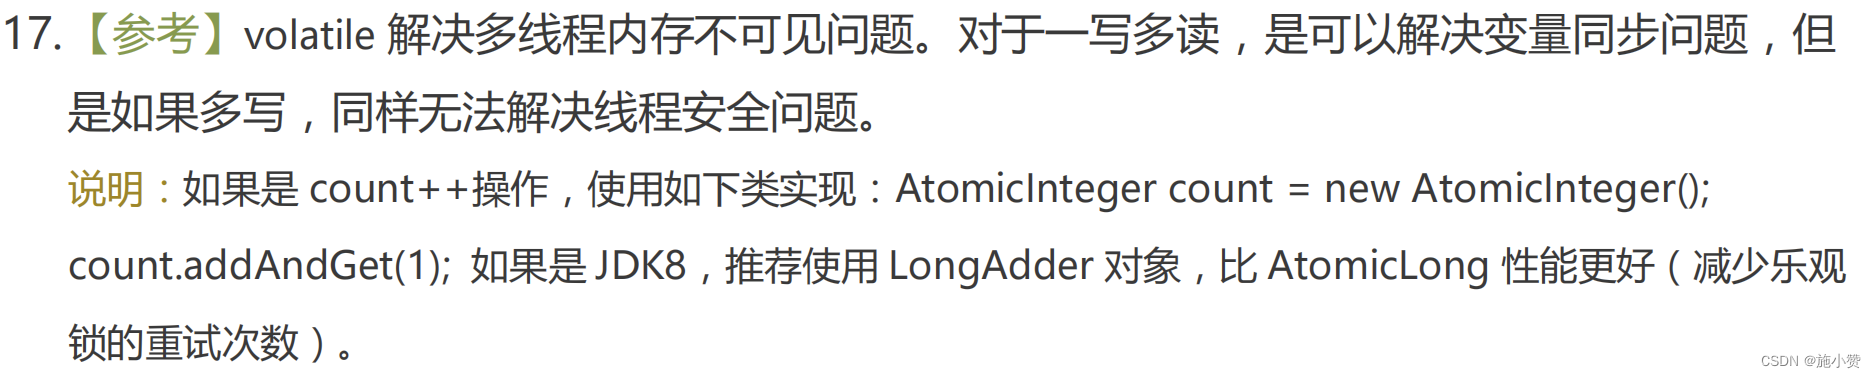 17.【参考】volatile 解决多线程内存不可见问题。对于一写多读，是可以解决变量同步问题，但
是如果多写，同样无法解决线程安全问题。
说明：如果是 count++操作，使用如下类实现：AtomicInteger count = new AtomicInteger();
count.addAndGet(1); 如果是 JDK8，推荐使用 LongAdder 对象，比 AtomicLong 性能更好（减少乐观
锁的重试次数）。
CSDN @施小赞